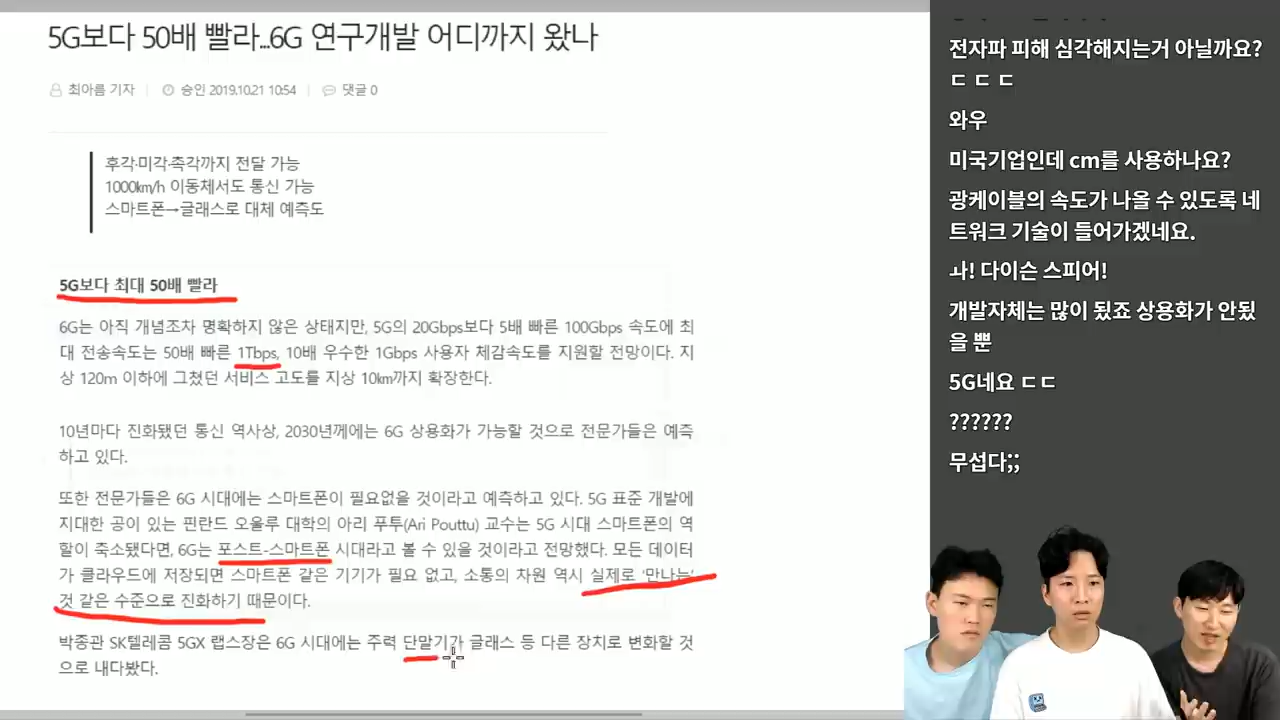 5G보다 50배 빨라...6G 연구개발 어디까지 왔나
최아름 기자
승인 2019.10.21 10:54
댓글 0
후각·미각·촉각까지 전달 가능
1000㎞/h 이동체서도 통신 가능
스마트폰→글래스로 대체 예측도
5G보다 최대 50배 빨라
6G는 아직 개념조차 명확하지 않은 상태지만, 5G의 20Gbps보다 5배 빠른 100Gbps 속도에 최
대 전송속도는 50배 빠른 1Tbps, 10배 우수한 1Gbps 사용자 체감속도를 지원할 전망이다. 지
상 120m 이하에 그쳤던 서비스 고도를 지상 10㎞까지 확장한다.
10년마다 진화됐던 통신 역사상, 2030년께에는 6G 상용화가 가능할 것으로 전문가들은 예측
하고 있다.
또한 전문가들은 6G 시대에는 스마트폰이 필요없을 것이라고 예측하고 있다. 5G 표준 개발에
지대한 공이 있는 핀란드 오울루 대학의 아리 푸투(Ari Pouttu) 교수는 5G 시대 스마트폰의 역
할이 축소됐다면, 6G는 포스트-스마트폰 시대라고 볼 수 있을 것이라고 전망했다. 모든 데이터
가 클라우드에 저장되면 스마트폰 같은 기기가 필요 없고, 소통의 차원 역시 실제로 '만나는'
것 같은 수준으로 진화하기 때문이다.
박종관 SK텔레콤 5GX 랩스장은 6G 시대에는 주력 단말기가 글래스 등 다른 장치로 변화할 것
으로 내다봤다.
전자파 피해 심각해지는거 아닐까요?
ㄷㄷㄷ
와우
미국기업인데 cm를 사용하나요?
광케이블의 속도가 나올 수 있도록 네
트워크 기술이 들어가겠네요.
ㅘ! 다이슨 스피어!
개발자체는 많이 됬죠 상용화가 안됬
을 뿐
5G네요 ㄷㄷ
??????
무섭다;;